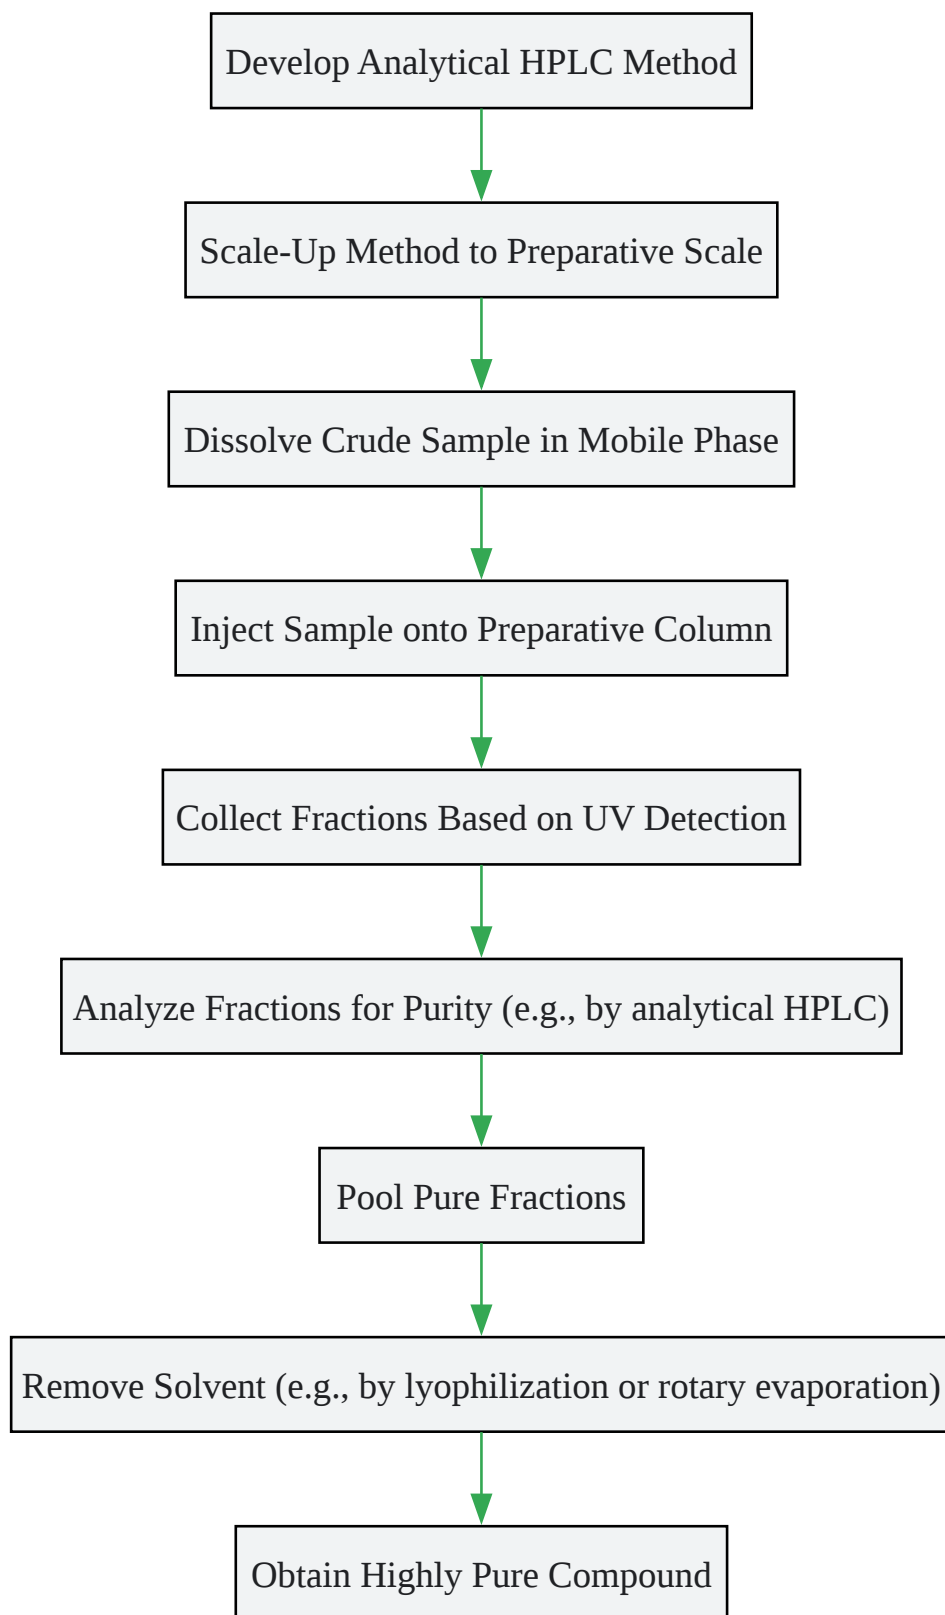 Develop Analytical HPLC Method
Scale-Up Method to Preparative Scale
Dissolve Crude Sample in Mobile Phase
Inject Sample onto Preparative Column
Collect Fractions Based on UV Detection
Analyze Fractions for Purity (e.g., by analytical HPLC)
Pool Pure Fractions
Remove Solvent (e.g., by lyophilization or rotary evaporation)
Obtain Highly Pure Compound